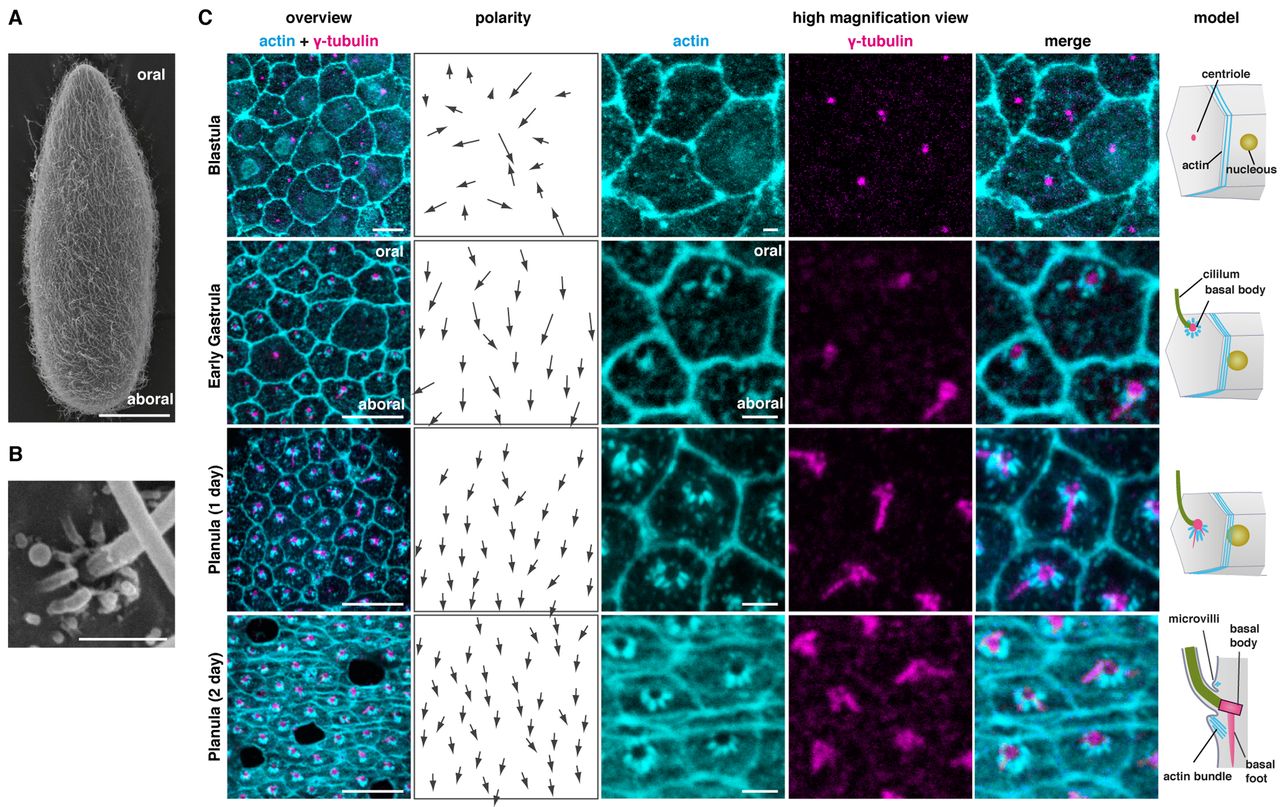 A
C
overview
polarity
high magnification view
model
actin + γ-tubulin
actin
γ-tubulin
merge
oral
aboral
B
Blastula
centriole
actin
nucleous
Early Gastrula
oral
aboral
oral
aboral
cililum
basal body
Planula (1 day)
Planula (2 day)
microvilli
basal
body
actin bundle
basal
foot